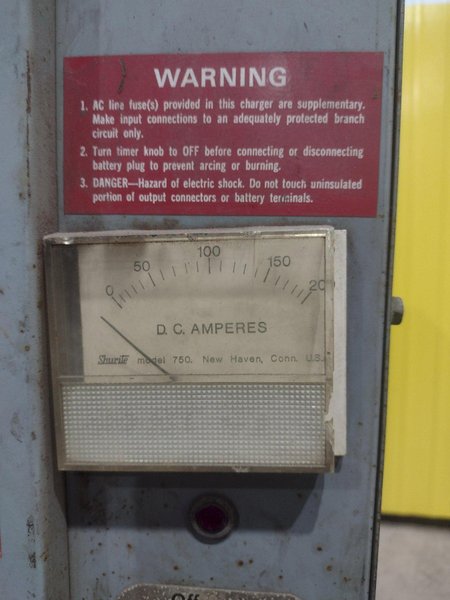 WARNING
1. AC line fuse(s) provided in this charger are supplementary.
Make input connections to an adequately protected branch
circuit only.
2. Turn timer knob to OFF before connecting or disconnecting
battery plug to prevent arcing or burning.
3. DANGER—Hazard of electric shock. Do not touch uninsulated
portion of output connectors or battery terminals.
0 50 100 150 20
D.C. AMPERES
Shurite model 750. New Haven, Conn. U.S.
Off